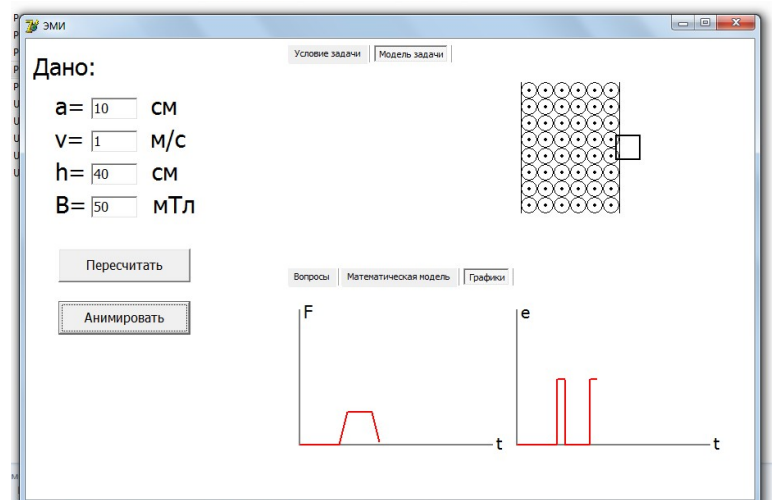 ЭМИ
Условие задачи Модель задачи
Дано:
a= 10 см
v= 1 м/с
h= 40 см
B= 50 мТл
Пересчитать
Анимировать
Вопросы Математическая модель Графики
F
t
e
t